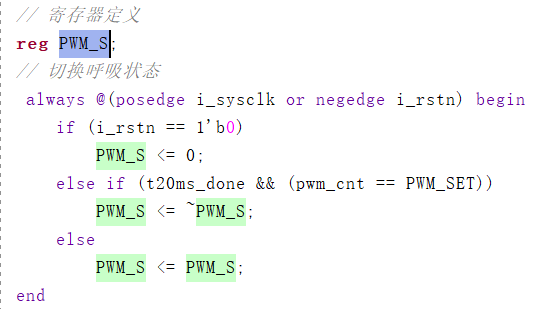 // 寄存器定义
reg PWM_S;
// 切换呼吸状态
always @(posedge i_sysclk or negedge i_rstn) begin
if (i_rstn == 1'b0)
PWM_S <= 0;
else if (t20ms_done && (pwm_cnt == PWM_SET))
PWM_S <= ~PWM_S;
else
PWM_S <= PWM_S;
end